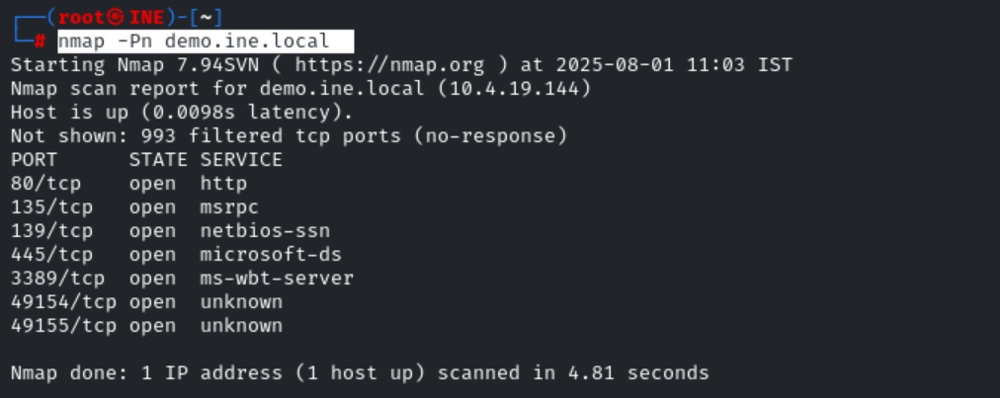 ┌──(root㉿INE)-[~]
└─# nmap -Pn demo.ine.local
Starting Nmap 7.94SVN ( https://nmap.org ) at 2025-08-01 11:03 IST
Nmap scan report for demo.ine.local (10.4.19.144)
Host is up (0.0098s latency).
Not shown: 993 filtered tcp ports (no-response)
PORT      STATE SERVICE
80/tcp    open  http
135/tcp   open  msrpc
139/tcp   open  netbios-ssn
445/tcp   open  microsoft-ds
3389/tcp  open  ms-wbt-server
49154/tcp open  unknown
49155/tcp open  unknown
Nmap done: 1 IP address (1 host up) scanned in 4.81 seconds